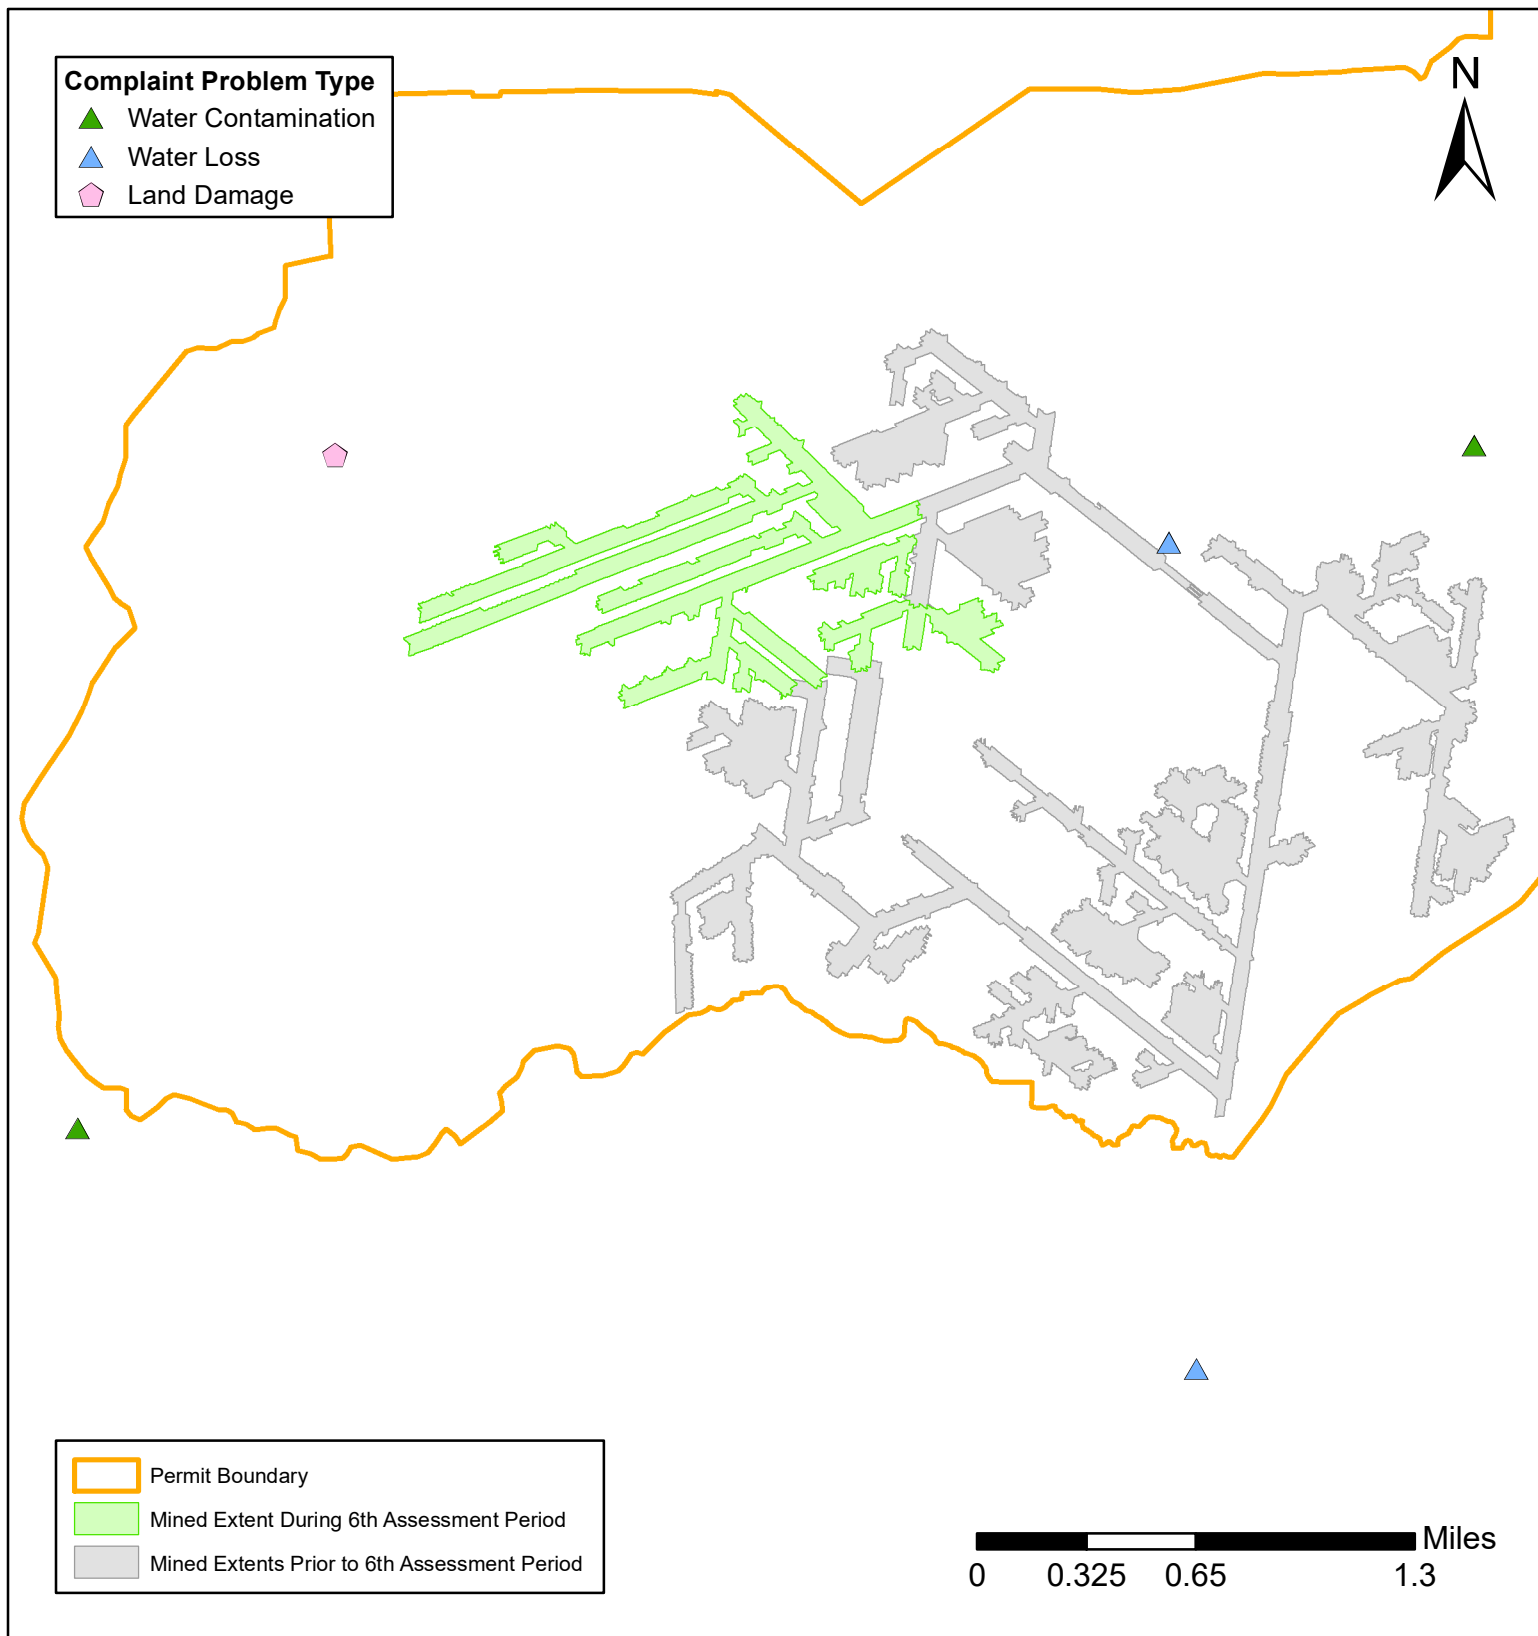 Complaint Problem Type
Water Contamination
Water Loss
Land Damage
N
Permit Boundary
Mined Extent During 6th Assessment Period
Mined Extents Prior to 6th Assessment Period
Miles
0 0.325 0.65 1.3